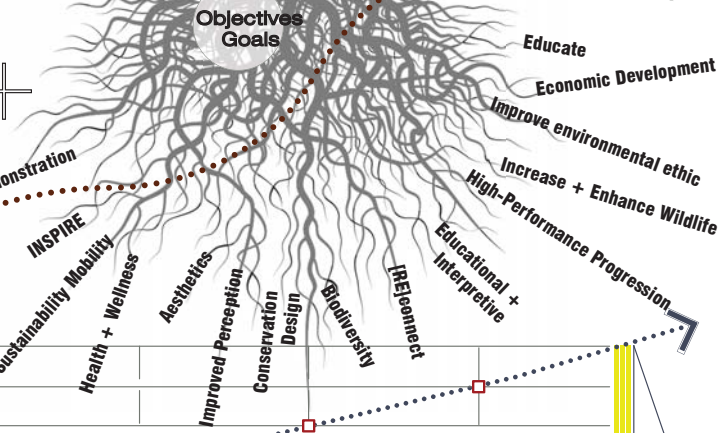 Objectives
Goals
Educate
Economic Development
Improve environmental ethic
Increase + Enhance Wildlife
High-Performance Progression
Educational +
Interpretive
[RE]connect
Biodiversity
Conservation
Design
Improved Perception
Aesthetics
Health + Wellness
Sustainability Mobility
INSPIRE